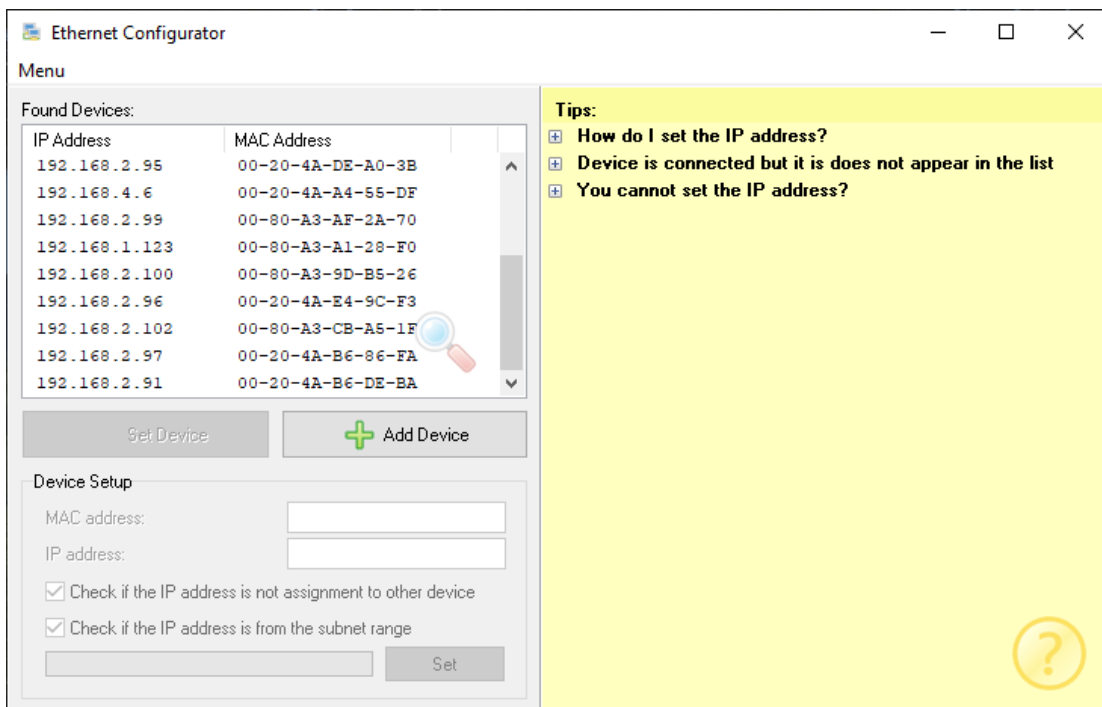 Ethernet Configurator
Menu
Found Devices:
IP Address MAC Address
192.168.2.95 00-20-4A-DE-A0-3B
192.168.4.6 00-20-4A-A4-55-DF
192.168.2.99 00-80-A3-AF-2A-70
192.168.1.123 00-80-A3-A1-28-F0
192.168.2.100 00-80-A3-9D-B5-26
192.168.2.96 00-20-4A-E4-9C-F3
192.168.2.102 00-80-A3-CB-A5-1F
192.168.2.97 00-20-4A-B6-86-FA
192.168.2.91 00-20-4A-B6-DE-BA
Set Device Add Device
Device Setup
MAC address:
IP address:
Check if the IP address is not assignment to other device
Check if the IP address is from the subnet range
Set
Tips:
How do I set the IP address?
Device is connected but it is does not appear in the list
You cannot set the IP address?
?